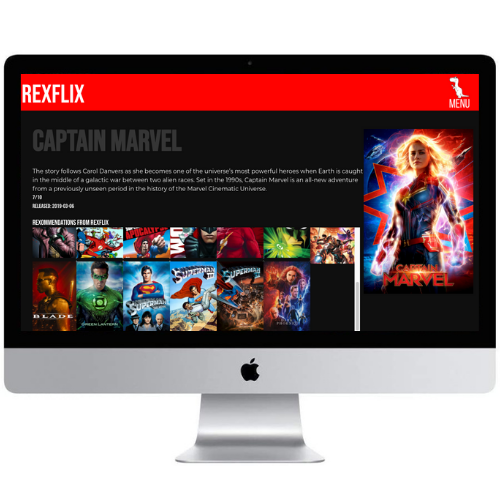 REXFLIX
MENU
CAPTAIN MARVEL
The story follows Carol Danvers as she becomes one of the universe's most powerful heroes when Earth is caught
in the middle of a galactic war between two alien races. Set in the 1990s, Captain Marvel is an all-new adventure
from a previously unseen period in the history of the Marvel Cinematic Universe.
7/10
RELEASED: 2019-03-06
REXOMMENDATIONS FROM REXFLIX
CAPTAIN
MARVEL
BLADE
GREEN LANTERN
SUPERMAN
SUPERMAN
SUPERMAN